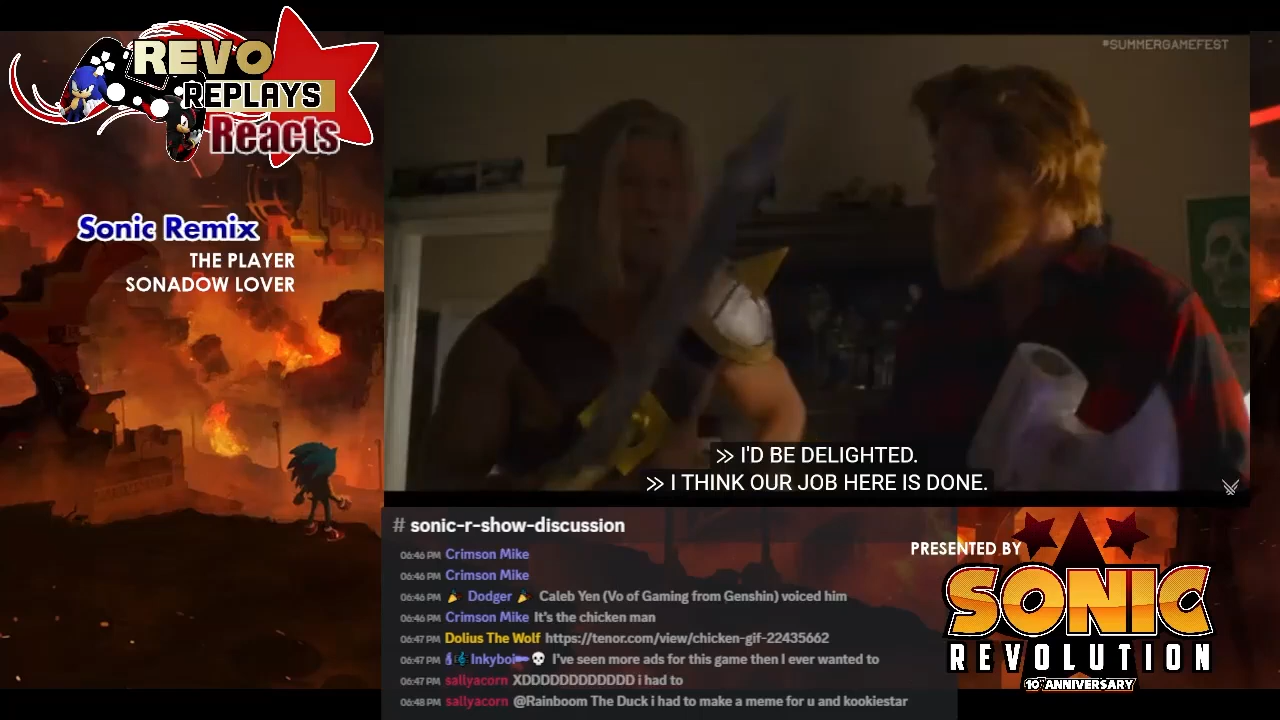 REVO
REPLAYS
Reacts
#SUMMERGAMEFEST
Sonic Remix
THE PLAYER
SONADOW LOVER
>> I'D BE DELIGHTED.
>> I THINK OUR JOB HERE IS DONE.
# sonic-r-show-discussion
06:46 PM Crimson Mike
06:46 PM Crimson Mike
06:46 PM Dodger Caleb Yen (Vo of Gaming from Genshin) voiced him
06:46 PM Crimson Mike It's the chicken man
06:47 PM Dolius The Wolf https://tenor.com/view/chicken-gif-22435662
06:47 PM Inkyboi I've seen more ads for this game then I ever wanted to
06:47 PM sallyacorn XDDDDDDDDDDDD i had to
06:48 PM sallyacorn @Rainboom The Duck i had to make a meme for u and kookiestar
PRESENTED BY
SONIC
REVOLUTION
10TH ANNIVERSARY